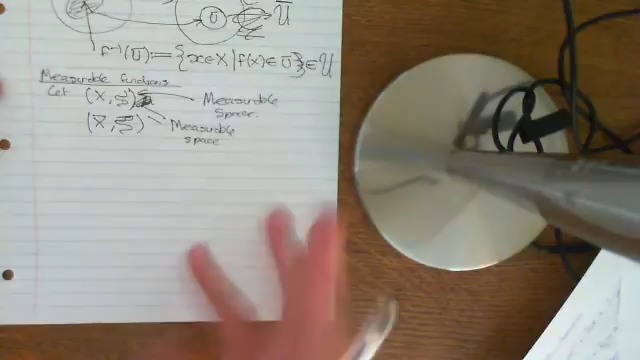 Ū 𝒰̄
f⁻¹(Ū) := {x∈X | f(x)∈Ū}∈𝒰
Measurable functions
Let (X, ξ) Measurable space.
(X̄, ξ̄) Measurable space